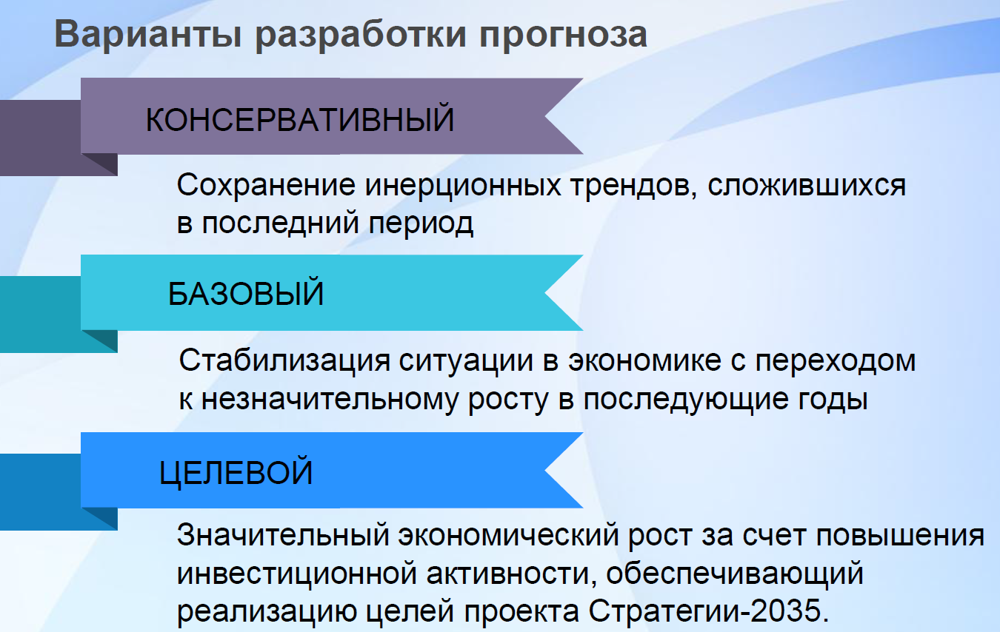 Варианты разработки прогноза
КОНСЕРВАТИВНЫЙ
Сохранение инерционных трендов, сложившихся
в последний период
БАЗОВЫЙ
Стабилизация ситуации в экономике с переходом
к незначительному росту в последующие годы
ЦЕЛЕВОЙ
Значительный экономический рост за счет повышения
инвестиционной активности, обеспечивающий
реализацию целей проекта Стратегии-2035.